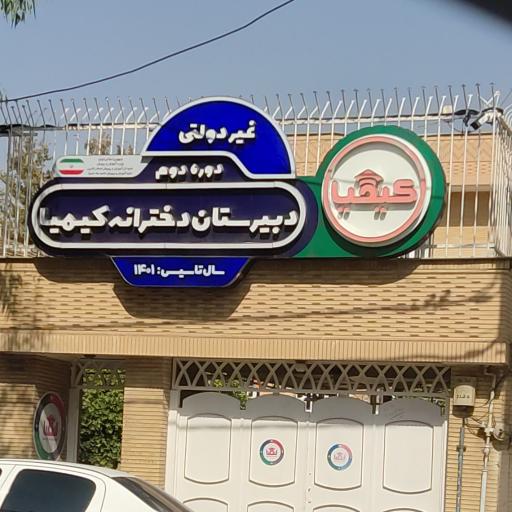 غیر دولتی
دوره دوم
دبیرستان دخترانه کیمیا
سال تاسیس: ۱۴۰۱
کیمیا